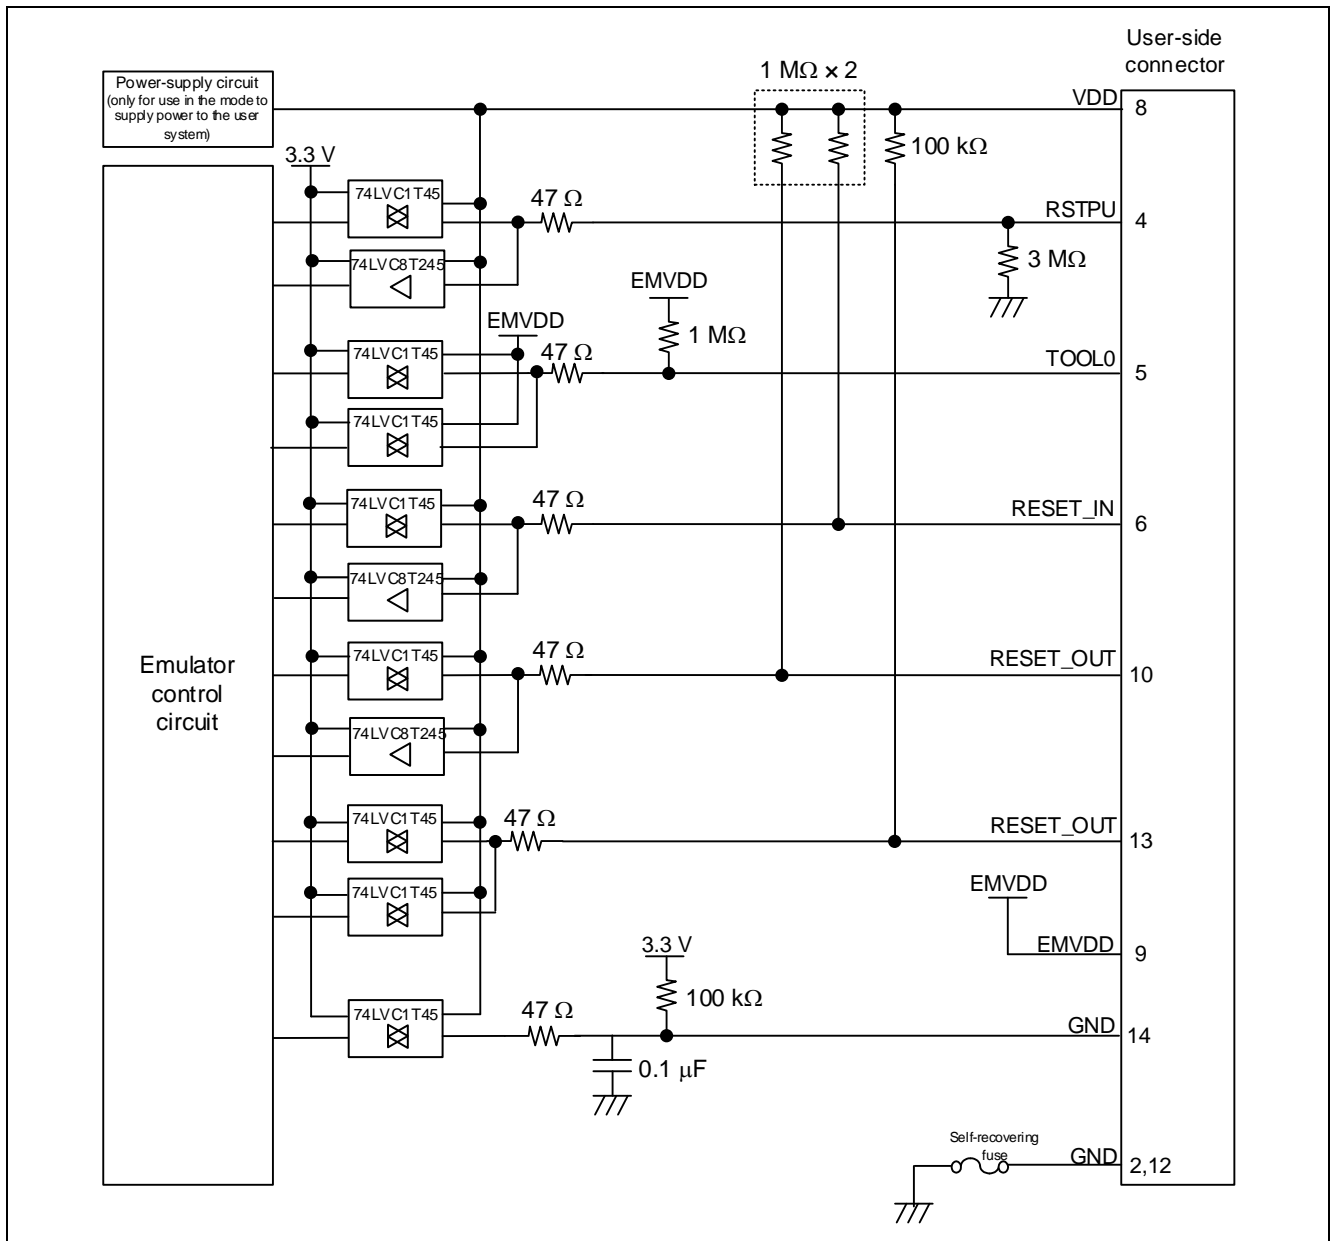 User-side
connector
Power-supply circuit
(only for use in the mode to
supply power to the user
system)
1 MΩ × 2
VDD
8
3.3 V
100 kΩ
74LVC1T45
47 Ω
RSTPU
4
74LVC8T245
3 MΩ
EMVDD
EMVDD
1 MΩ
74LVC1T45
47 Ω
TOOL0
5
74LVC1T45
74LVC1T45
47 Ω
RESET_IN
6
74LVC8T245
Emulator
control
circuit
74LVC1T45
47 Ω
RESET_OUT
10
74LVC8T245
74LVC1T45
47 Ω
RESET_OUT
13
74LVC1T45
EMVDD
EMVDD
9
3.3 V
100 kΩ
74LVC1T45
47 Ω
GND
14
0.1 μF
Self-recovering
fuse
GND
2,12